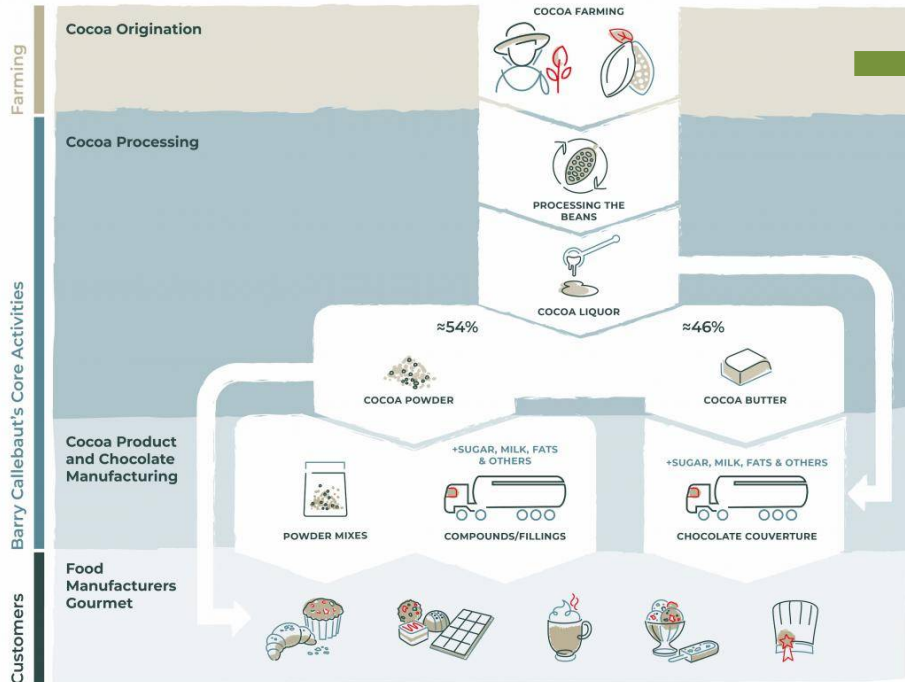 Farming
Cocoa Origination
COCOA FARMING
Barry Callebaut's Core Activities
Cocoa Processing
PROCESSING THE
BEANS
COCOA LIQUOR
≈54%
≈46%
COCOA POWDER
COCOA BUTTER
Cocoa Product
and Chocolate
Manufacturing
+SUGAR, MILK, FATS
& OTHERS
+SUGAR, MILK, FATS & OTHERS
POWDER MIXES
COMPOUNDS/FILLINGS
CHOCOLATE COUVERTURE
Customers
Food
Manufacturers
Gourmet